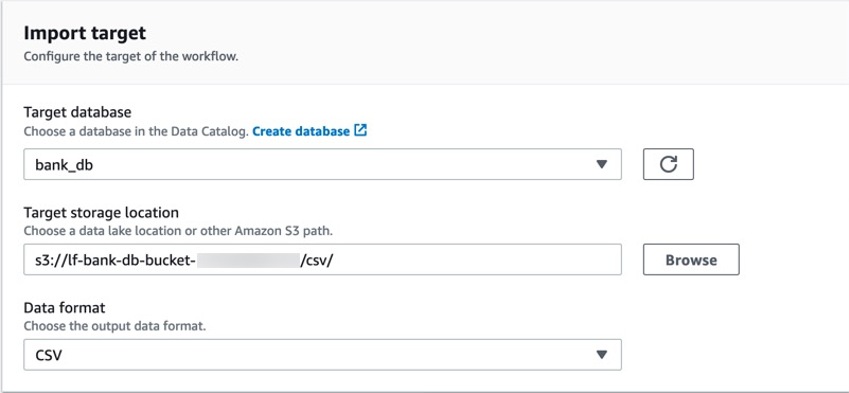 Import target
Configure the target of the workflow.
Target database
Choose a database in the Data Catalog. Create database
bank_db
Target storage location
Choose a data lake location or other Amazon S3 path.
s3://lf-bank-db-bucket- /csv/
Browse
Data format
Choose the output data format.
CSV